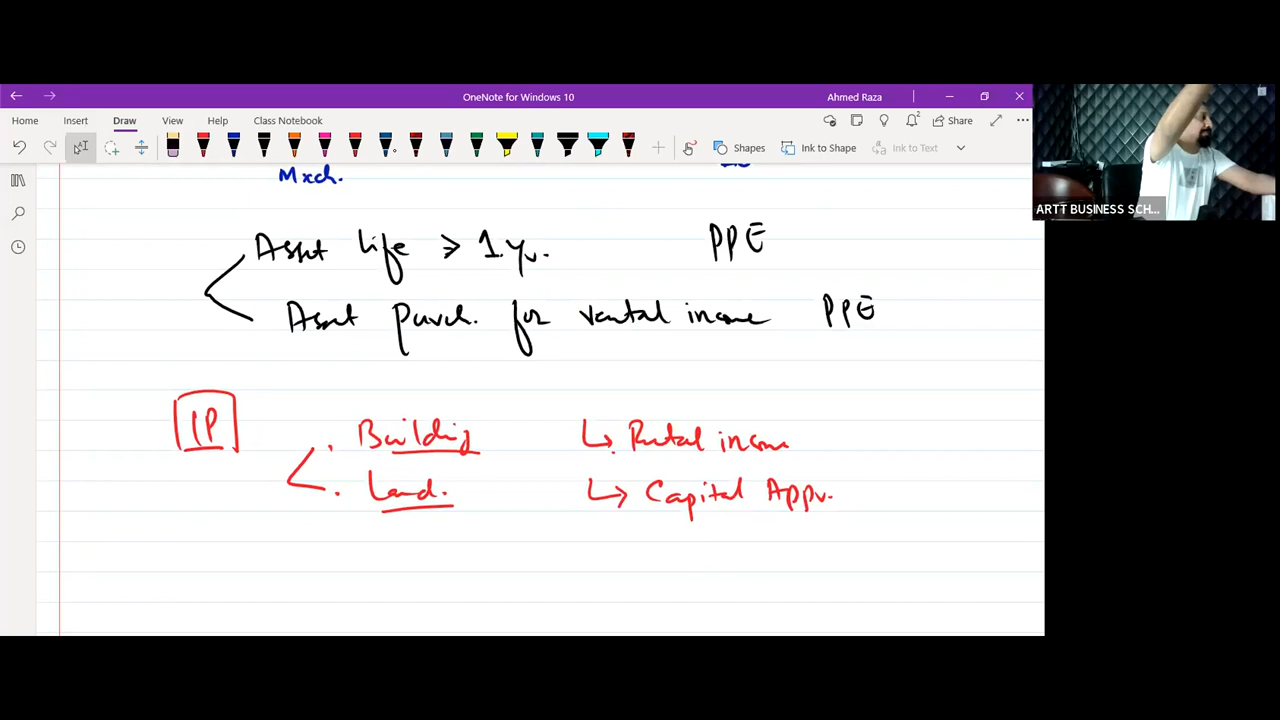 OneNote for Windows 10
Ahmed Raza
Home Insert Draw View Help Class Notebook
Share
Shapes Ink to Shape Ink to Text
ARTT BUSINESS SCH...
Mxch.
Asset life ≥ 1 yr. PPE
Asset purch. for rental income PPE
IP
. Building ↳ Rental income
. Land. ↳ Capital Appr.